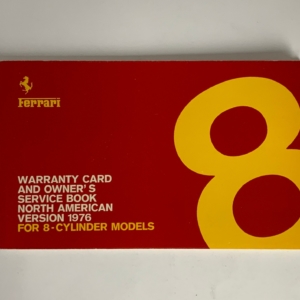 Ferrari
8
WARRANTY CARD
AND OWNER'S
SERVICE BOOK
NORTH AMERICAN
VERSION 1976
FOR 8-CYLINDER MODELS